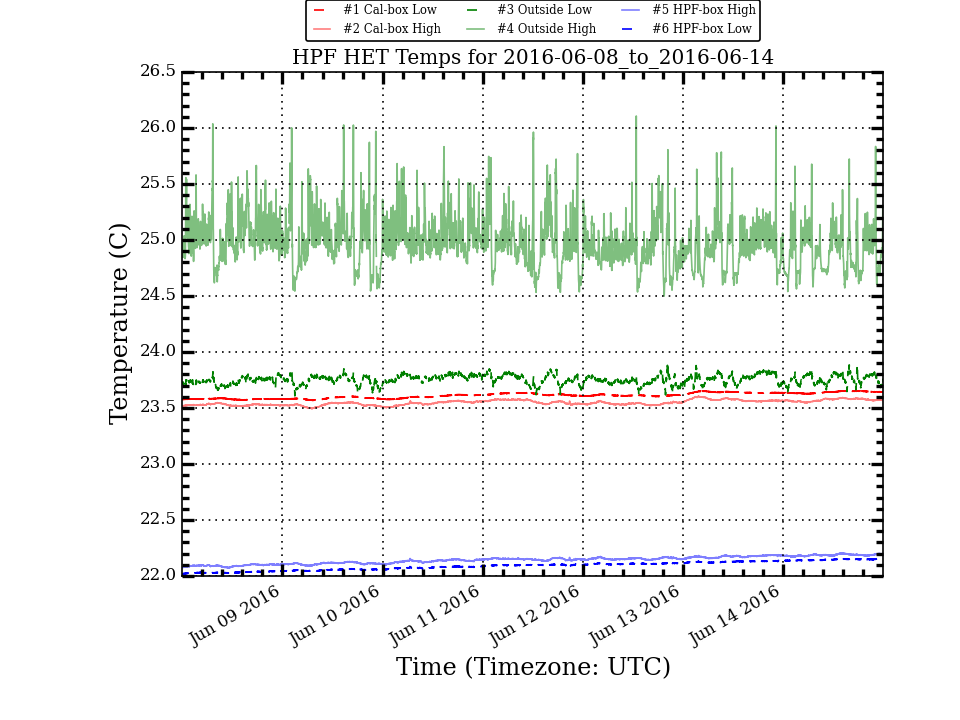 #1 Cal-box Low #3 Outside Low #5 HPF-box High
#2 Cal-box High #4 Outside High #6 HPF-box Low
HPF HET Temps for 2016-06-08_to_2016-06-14
26.5
26.0
25.5
25.0
24.5
24.0
23.5
23.0
22.5
22.0
Temperature (C)
Jun 09 2016
Jun 10 2016
Jun 11 2016
Jun 12 2016
Jun 13 2016
Jun 14 2016
Time (Timezone: UTC)